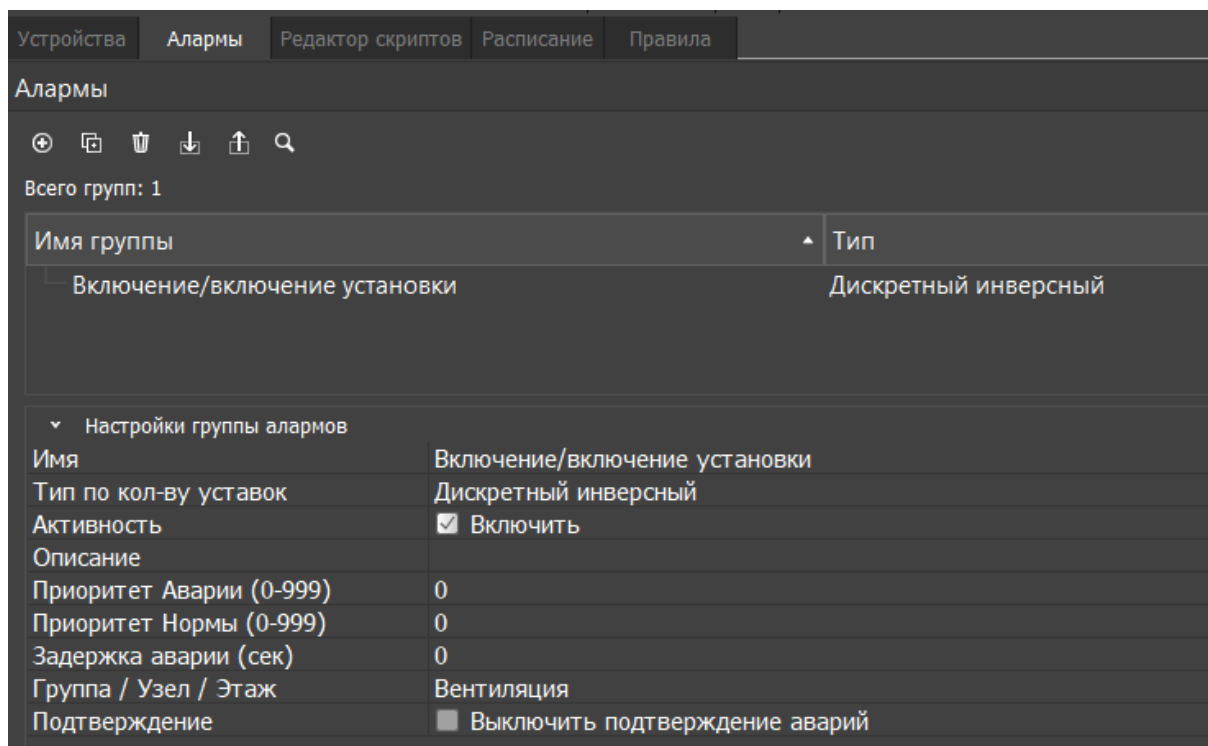 Устройства Алармы Редактор скриптов Расписание Правила
Алармы
Всего групп: 1
Имя группы Тип
Включение/включение установки Дискретный инверсный
Настройки группы алармов
Имя Включение/включение установки
Тип по кол-ву уставок Дискретный инверсный
Активность Включить
Описание
Приоритет Аварии (0-999) 0
Приоритет Нормы (0-999) 0
Задержка аварии (сек) 0
Группа / Узел / Этаж Вентиляция
Подтверждение Выключить подтверждение аварий